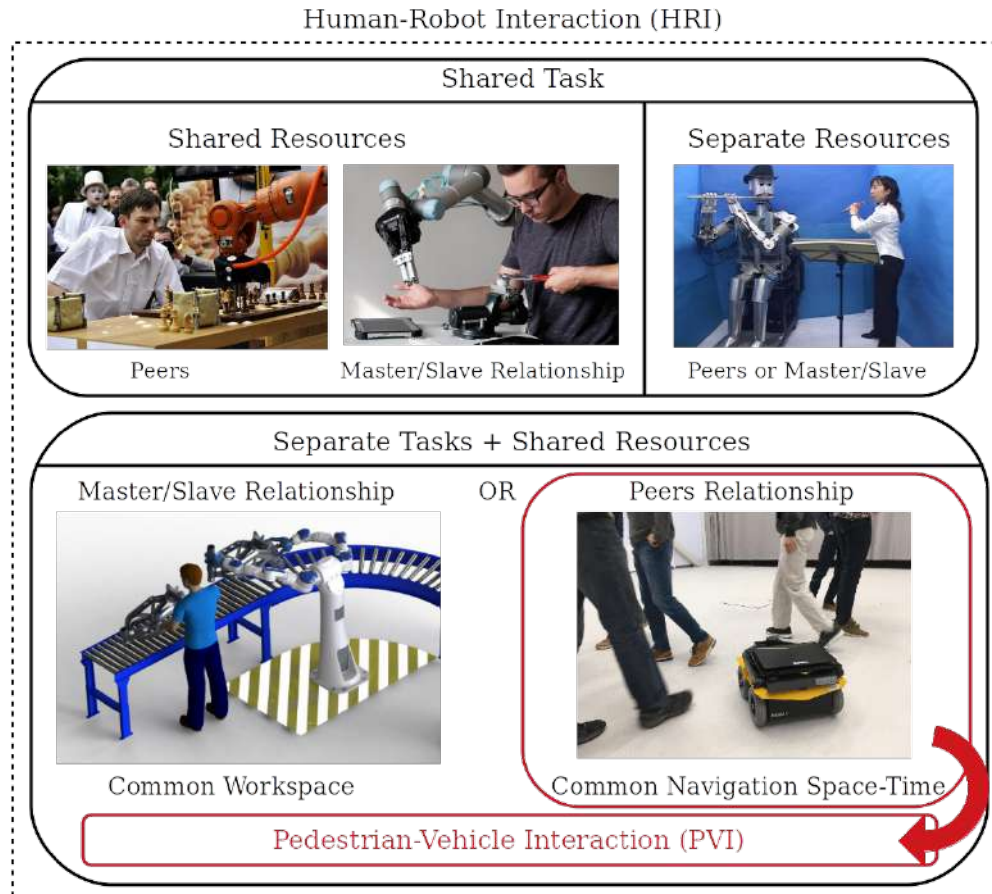 Human-Robot Interaction (HRI)
Shared Task
Shared Resources
Separate Resources
Peers
Master/Slave Relationship
Peers or Master/Slave
Separate Tasks + Shared Resources
Master/Slave Relationship
OR
Peers Relationship
Common Workspace
Common Navigation Space-Time
Pedestrian-Vehicle Interaction (PVI)